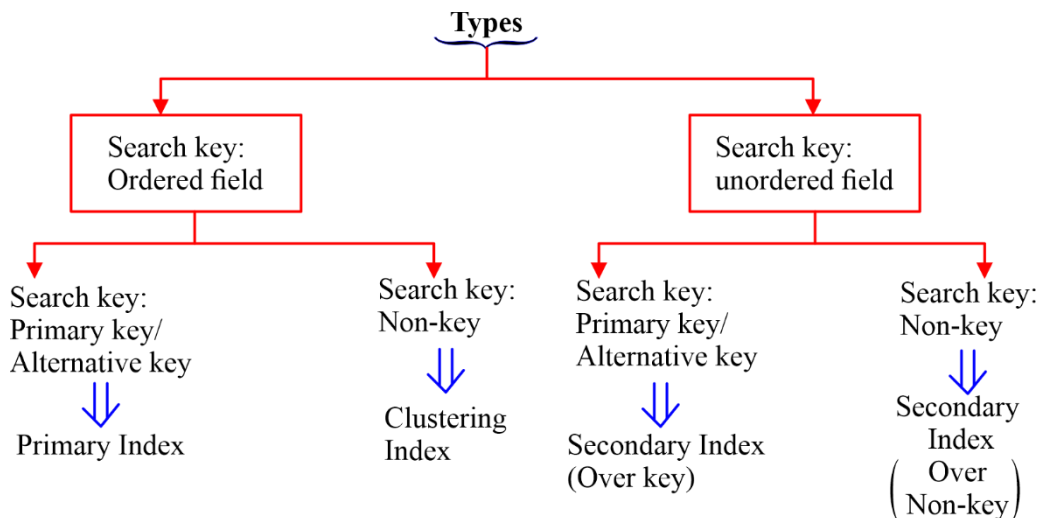 Types
Search key:
Ordered field
Search key:
unordered field
Search key:
Primary key/
Alternative key
Primary Index
Search key:
Non-key
Clustering
Index
Search key:
Primary key/
Alternative key
Secondary Index
(Over key)
Search key:
Non-key
Secondary
Index
(Over
Non-key)